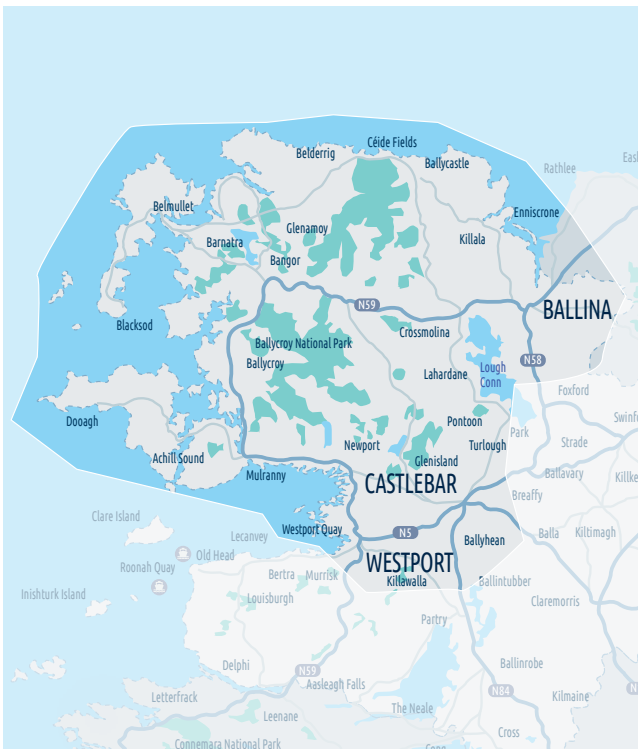 Céide Fields
Belderrig
Ballycastle
Rathlee
Belmullet
Enniscrone
Glenamoy
Barnatra
Killala
Bangor
N59
BALLINA
Blacksod
Crossmolina
Ballycroy National Park
Ballycroy
N58
Lough
Conn
Lahardane
Foxford
Dooagh
Pontoon
Park
Newport
Turlough
Strade
Achill Sound
Glenisland
Mulranny
CASTLEBAR
Ballavary
Breaffy
Clare Island
Westport Quay
N5
Lecanvey
Ballyhean
Balla
Kiltimagh
Old Head
Roonah Quay
WESTPORT
Bertra
Murrisk
Killawalla
Ballintubber
Inishturk Island
Louisburgh
Claremorris
Partry
Delphi
N59
Aasleagh Falls
Ballinrobe
Letterfrack
N84
Kilmaine
Leenane
The Neale
Cross
Connemara National Park